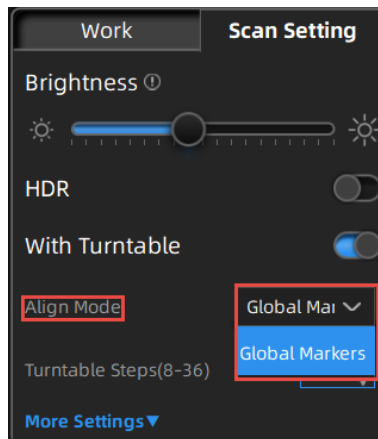 Work Scan Setting
Brightness
HDR
With Turntable
Align Mode Global Mar
Global Markers
Turntable Steps(8-36)
More Settings▼